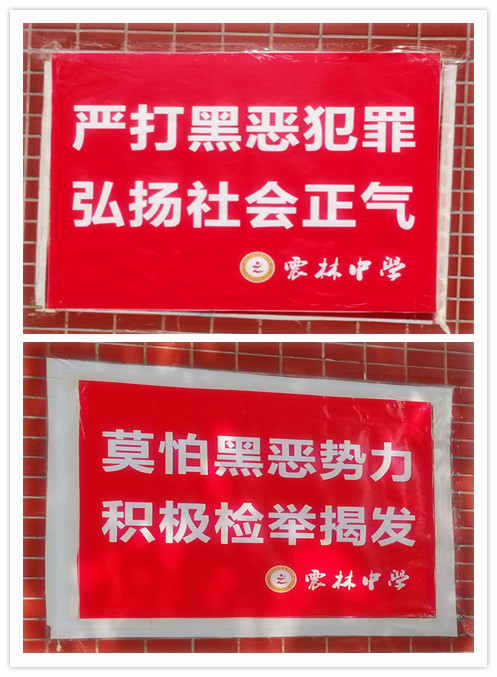 严打黑恶犯罪
弘扬社会正气
震林中学
莫怕黑恶势力
积极检举揭发
震林中学